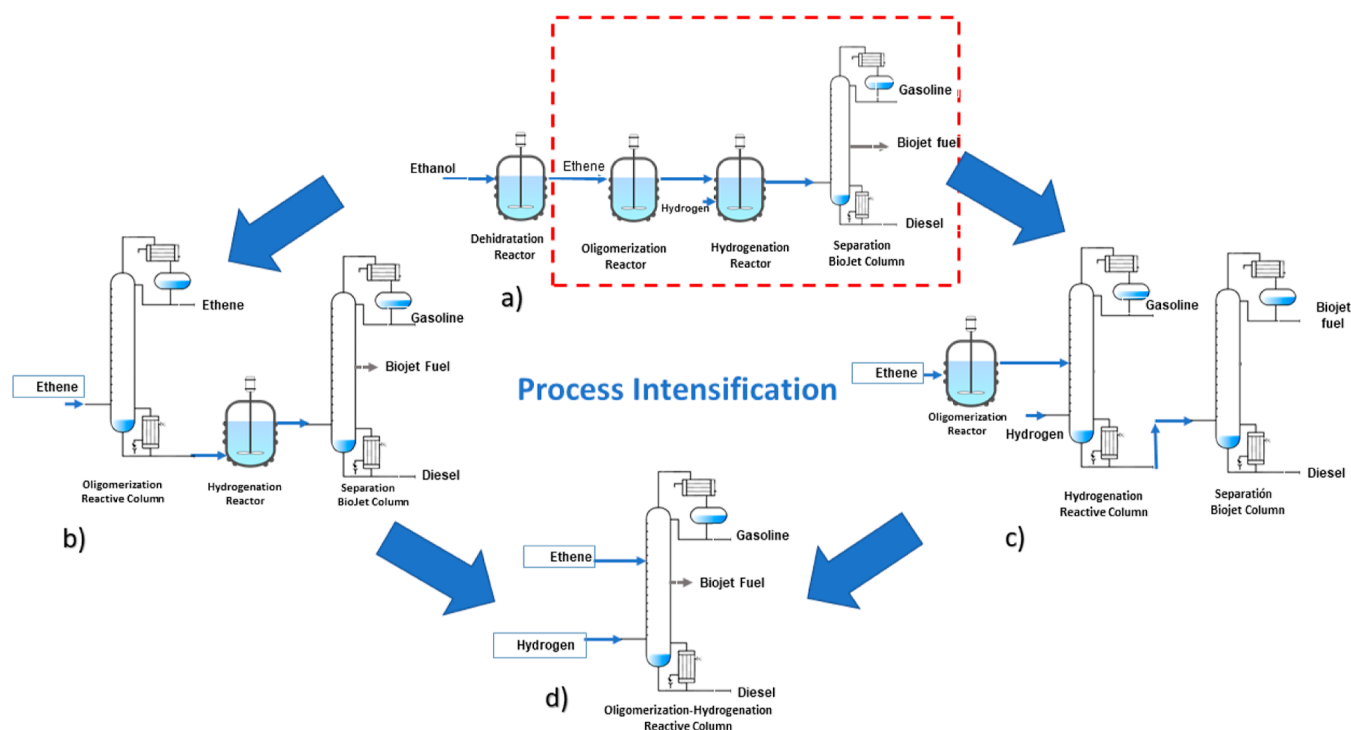 Gasoline
Ethanol
Ethene
Biojet fuel
Hydrogen
Diesel
Dehidratation
Reactor
Oligomerization
Reactor
Hydrogenation
Reactor
Separation
BioJet Column
a)
Ethene
Gasoline
Biojet Fuel
Ethene
Diesel
Oligomerization
Reactive Column
Hydrogenation
Reactor
Separation
BioJet Column
b)
Process Intensification
Gasoline
Biojet
fuel
Ethene
Oligomerization
Reactor
Hydrogen
Diesel
Hydrogenation
Reactive Column
Separatión
Biojet Column
c)
Gasoline
Ethene
Biojet Fuel
Hydrogen
Diesel
d)
Oligomerization-Hydrogenation
Reactive Column